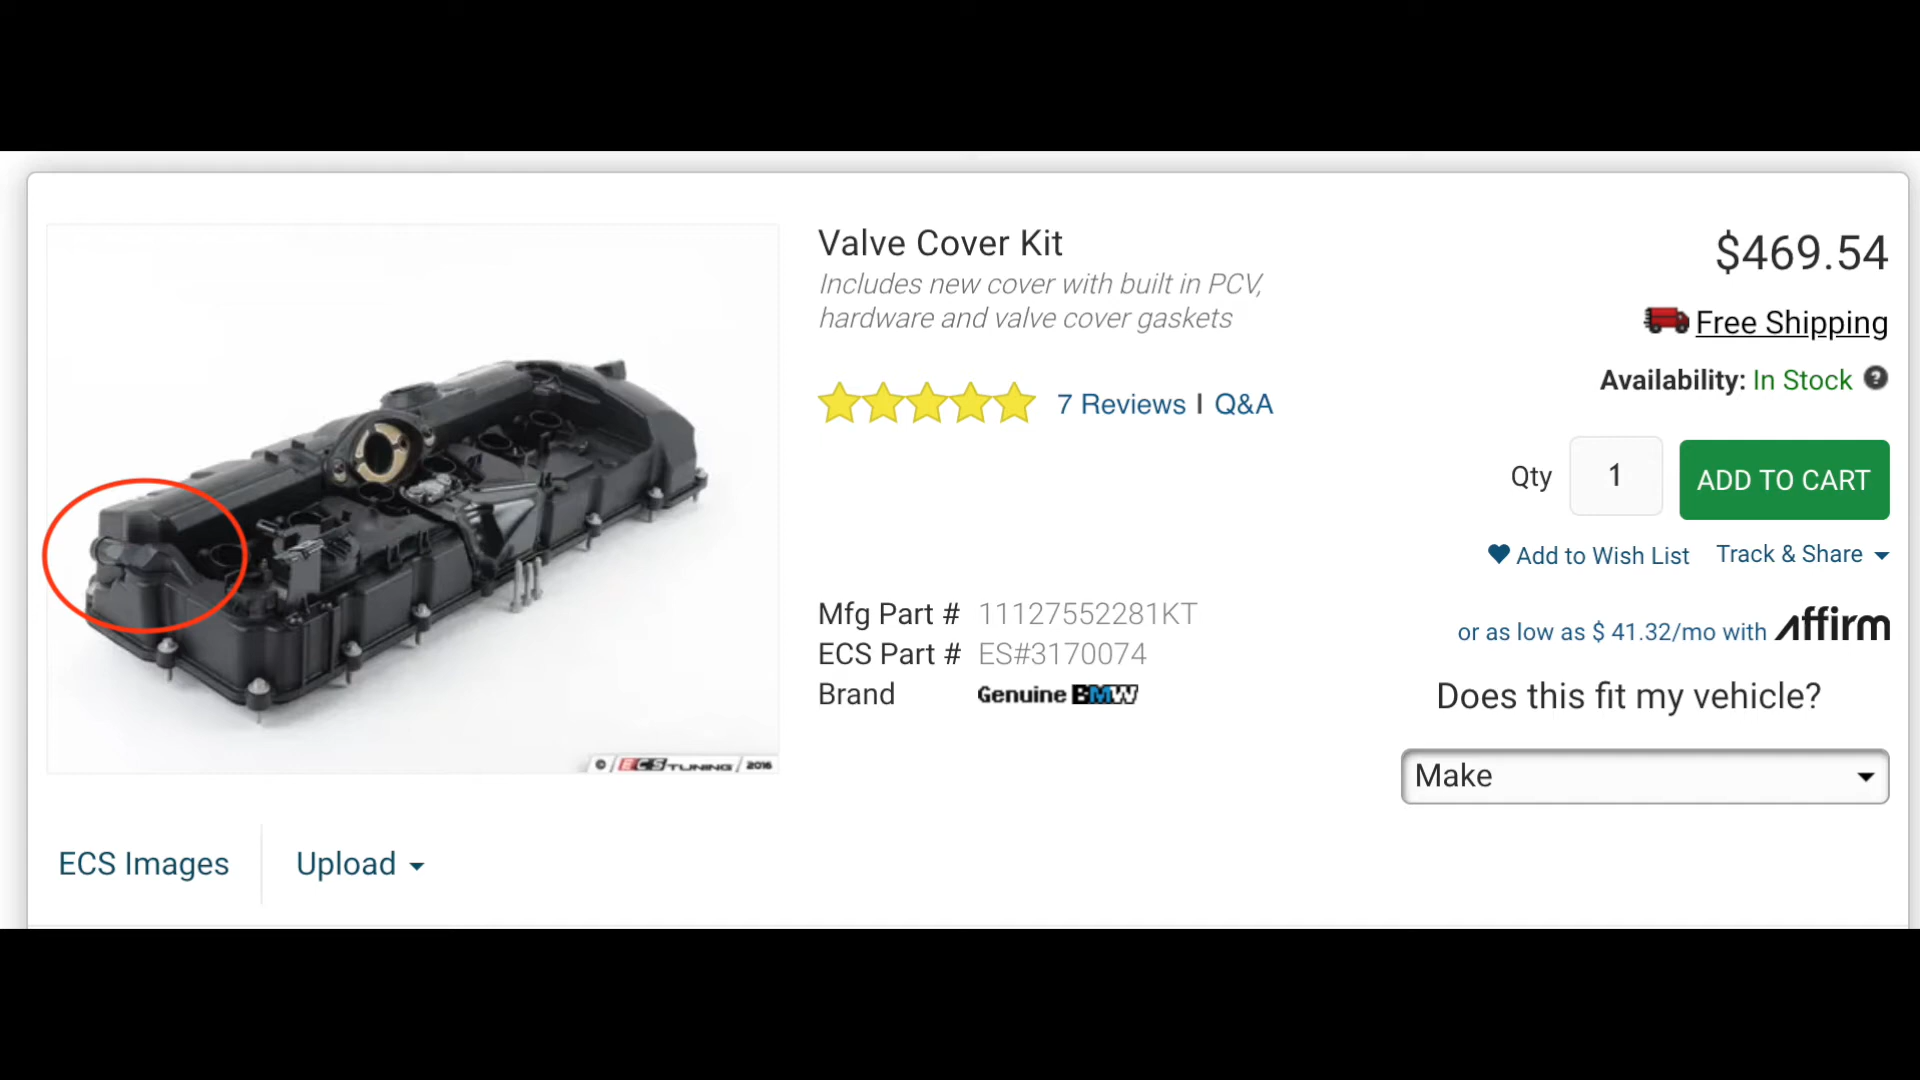 Valve Cover Kit
Includes new cover with built in PCV,
hardware and valve cover gaskets
7 Reviews | Q&A
Mfg Part # 11127552281KT
ECS Part # ES#3170074
Brand Genuine BMW
$469.54
Free Shipping
Availability: In Stock ?
Qty 1 ADD TO CART
Add to Wish List Track & Share
or as low as $ 41.32/mo with affirm
Does this fit my vehicle?
Make
© ECS TUNING 2016
ECS Images Upload